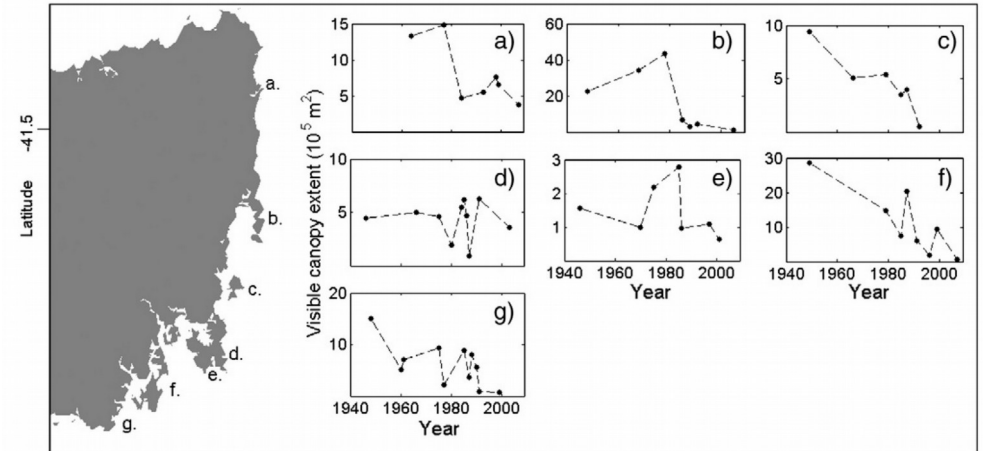 -41.5
Latitude
a.
b.
c.
d.
e.
f.
g.
Visible canopy extent (10⁵ m²)
a)
15
10
5
b)
60
40
20
c)
10
5
d)
10
5
e)
3
2
1
1940 1960 1980 2000
Year
f)
30
20
10
1940 1960 1980 2000
Year
g)
20
10
1940 1960 1980 2000
Year